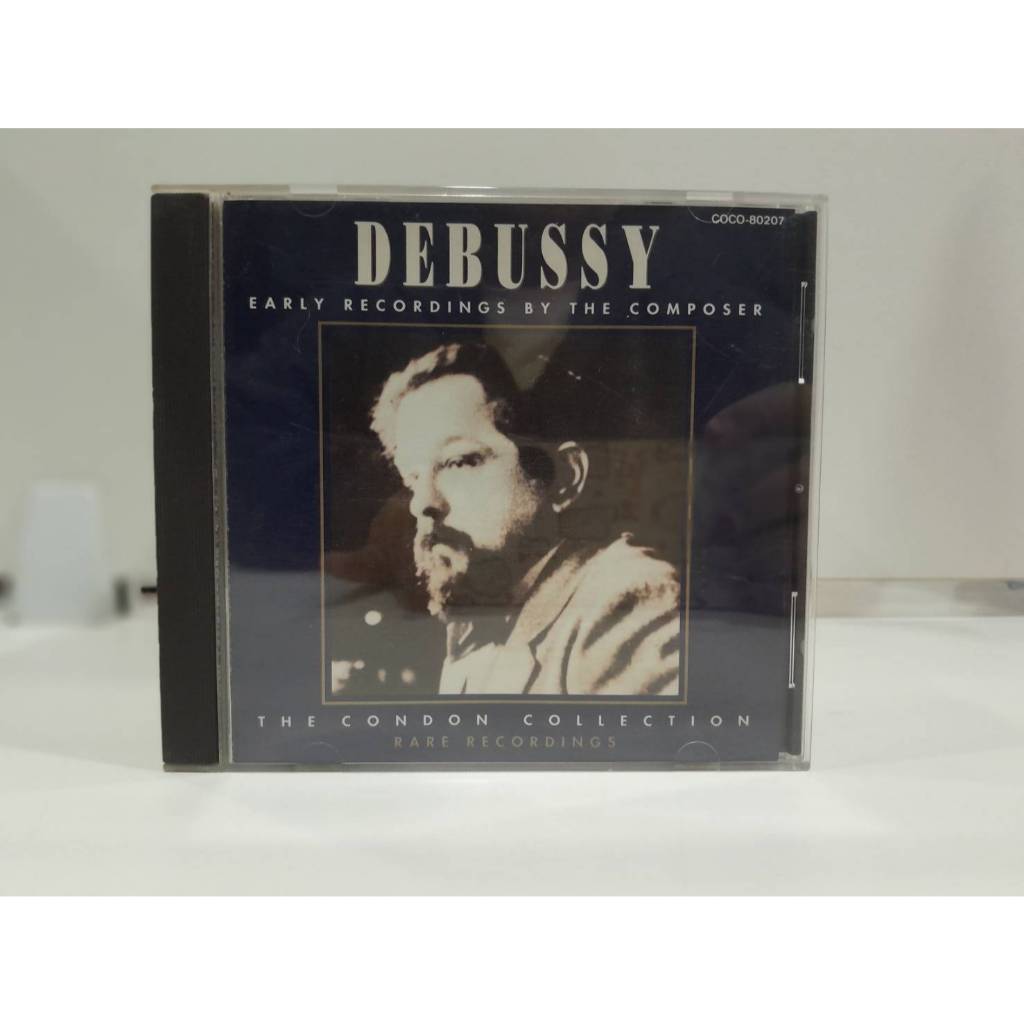 COCO-80207
DEBUSSY
EARLY RECORDINGS BY THE COMPOSER
THE CONDON COLLECTION
RARE RECORDINGS